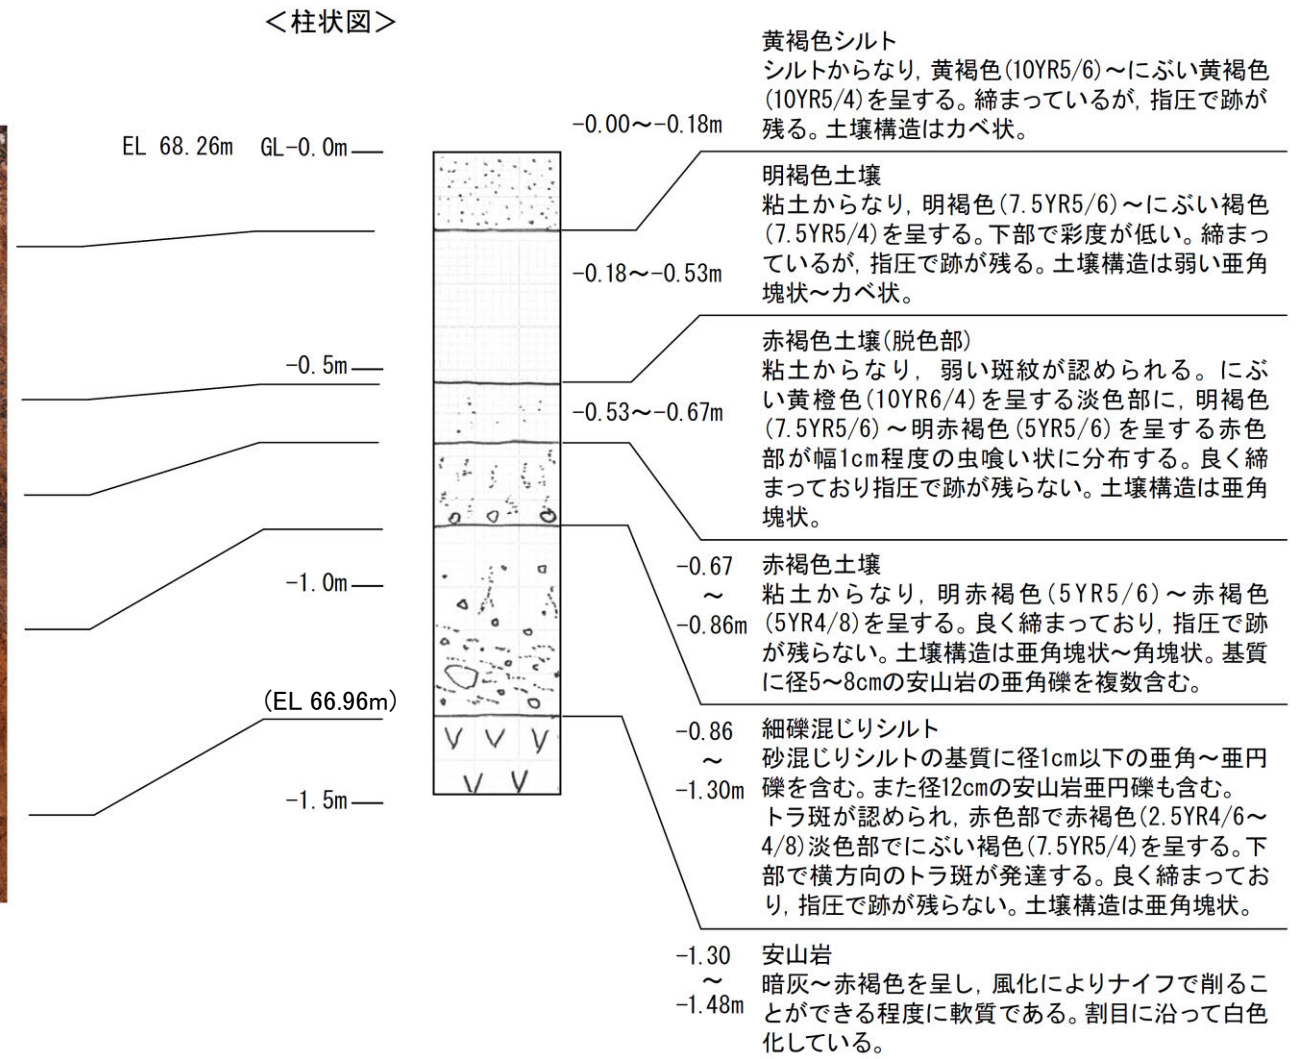 ＜柱状図＞
EL 68.26m GL-0.0m
-0.5m
-1.0m
(EL 66.96m)
-1.5m
-0.00～-0.18m
黄褐色シルト
シルトからなり, 黄褐色(10YR5/6)～にぶい黄褐色
(10YR5/4)を呈する。締まっているが, 指圧で跡が
残る。土壌構造はカベ状。
-0.18～-0.53m
明褐色土壌
粘土からなり, 明褐色(7.5YR5/6)～にぶい褐色
(7.5YR5/4)を呈する。下部で彩度が低い。締まっ
ているが, 指圧で跡が残る。土壌構造は弱い亜角
塊状～カベ状。
-0.53～-0.67m
赤褐色土壌(脱色部)
粘土からなり, 弱い斑紋が認められる。にぶ
い黄橙色(10YR6/4)を呈する淡色部に, 明褐色
(7.5YR5/6)～明赤褐色(5YR5/6)を呈する赤色
部が幅1cm程度の虫喰い状に分布する。良く締
まっており指圧で跡が残らない。土壌構造は亜角
塊状。
-0.67
～
-0.86m
赤褐色土壌
粘土からなり, 明赤褐色(5YR5/6)～赤褐色
(5YR4/8)を呈する。良く締まっており, 指圧で跡
が残らない。土壌構造は亜角塊状～角塊状。基質
に径5～8cmの安山岩の亜角礫を複数含む。
-0.86
～
-1.30m
細礫混じりシルト
砂混じりシルトの基質に径1cm以下の亜角～亜円
礫を含む。また径12cmの安山岩亜円礫も含む。
トラ斑が認められ, 赤色部で赤褐色(2.5YR4/6～
4/8)淡色部でにぶい褐色(7.5YR5/4)を呈する。下
部で横方向のトラ斑が発達する。良く締まってお
り, 指圧で跡が残らない。土壌構造は亜角塊状。
-1.30
～
-1.48m
安山岩
暗灰～赤褐色を呈し, 風化によりナイフで削るこ
とができる程度に軟質である。割目に沿って白色
化している。